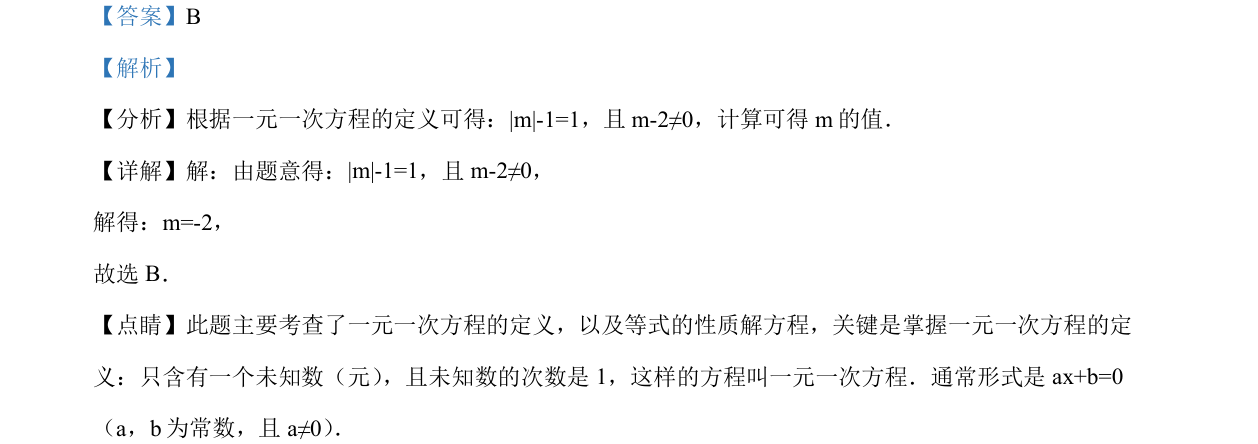 【答案】B
【解析】
【分析】根据一元一次方程的定义可得：|m|-1=1，且 m-2≠0，计算可得 m 的值．
【详解】解：由题意得：|m|-1=1，且 m-2≠0，
解得：m=-2，
故选 B．
【点睛】此题主要考查了一元一次方程的定义，以及等式的性质解方程，关键是掌握一元一次方程的定
义：只含有一个未知数（元），且未知数的次数是 1，这样的方程叫一元一次方程．通常形式是 ax+b=0
（a，b 为常数，且 a≠0）．